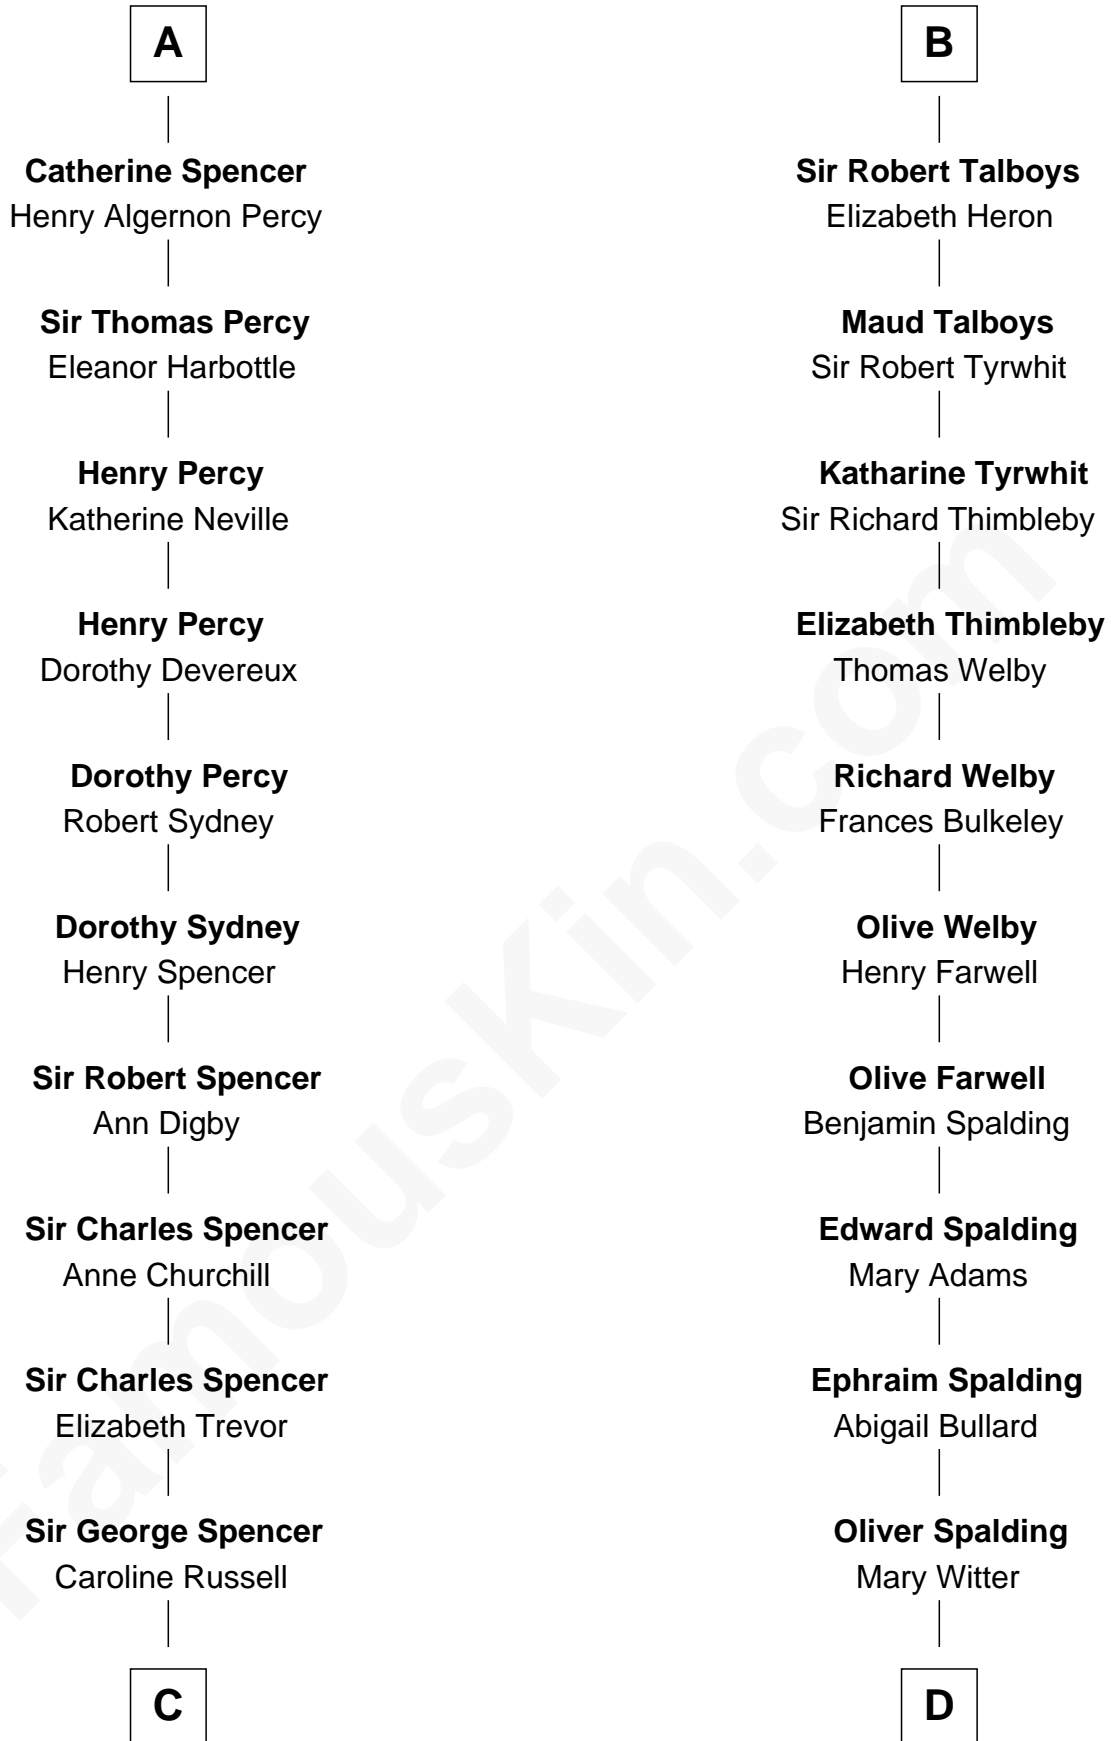 A
Catherine Spencer
Henry Algernon Percy
Sir Thomas Percy
Eleanor Harbottle
Henry Percy
Katherine Neville
Henry Percy
Dorothy Devereux
Dorothy Percy
Robert Sydney
Dorothy Sydney
Henry Spencer
Sir Robert Spencer
Ann Digby
Sir Charles Spencer
Anne Churchill
Sir Charles Spencer
Elizabeth Trevor
Sir George Spencer
Caroline Russell
C
B
Sir Robert Talboys
Elizabeth Heron
Maud Talboys
Sir Robert Tyrwhit
Katharine Tyrwhit
Sir Richard Thimbleby
Elizabeth Thimbleby
Thomas Welby
Richard Welby
Frances Bulkeley
Olive Welby
Henry Farwell
Olive Farwell
Benjamin Spalding
Edward Spalding
Mary Adams
Ephraim Spalding
Abigail Bullard
Oliver Spalding
Mary Witter
D
FamousKin.com